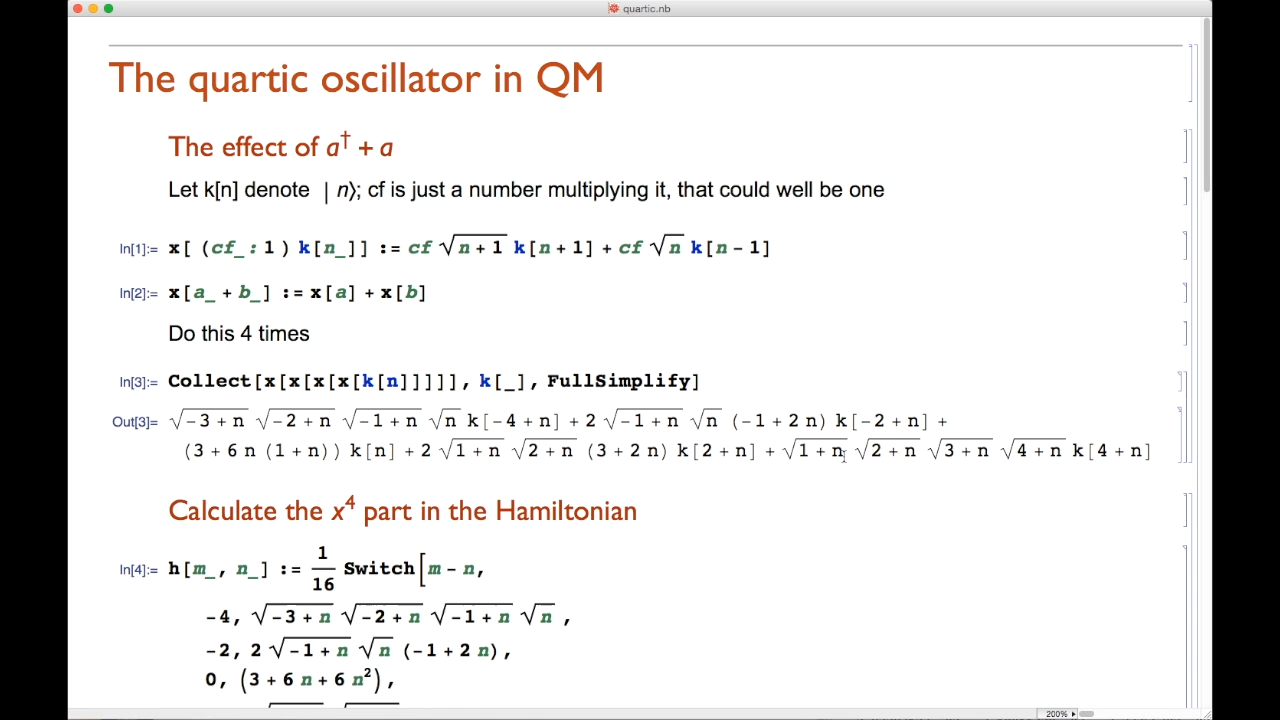 quartic.nb
The quartic oscillator in QM
The effect of a† + a
Let k[n] denote | n⟩; cf is just a number multiplying it, that could well be one
In[1]:= x[ (cf_: 1 ) k[n_]] := cf √(n + 1) k[n + 1] + cf √n k[n - 1]
In[2]:= x[a_ + b_] := x[a] + x[b]
Do this 4 times
In[3]:= Collect[x[x[x[x[k[n]]]]], k[_], FullSimplify]
Out[3]= √(-3 + n) √(-2 + n) √(-1 + n) √n k[-4 + n] + 2 √(-1 + n) √n (-1 + 2 n) k[-2 + n] +
(3 + 6 n (1 + n)) k[n] + 2 √(1 + n) √(2 + n) (3 + 2 n) k[2 + n] + √(1 + n) √(2 + n) √(3 + n) √(4 + n) k[4 + n]
Calculate the x⁴ part in the Hamiltonian
In[4]:= h[m_, n_] := 1/16 Switch[m - n,
-4, √(-3 + n) √(-2 + n) √(-1 + n) √n ,
-2, 2 √(-1 + n) √n (-1 + 2 n),
0, (3 + 6 n + 6 n²),
200%